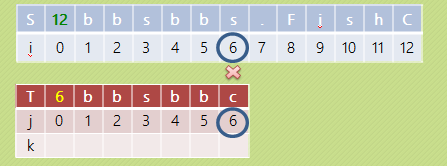 S 12 b b s b b s . F i s h C
i 0 1 2 3 4 5 6 7 8 9 10 11 12
T 6 b b s b b c
j 0 1 2 3 4 5 6
k